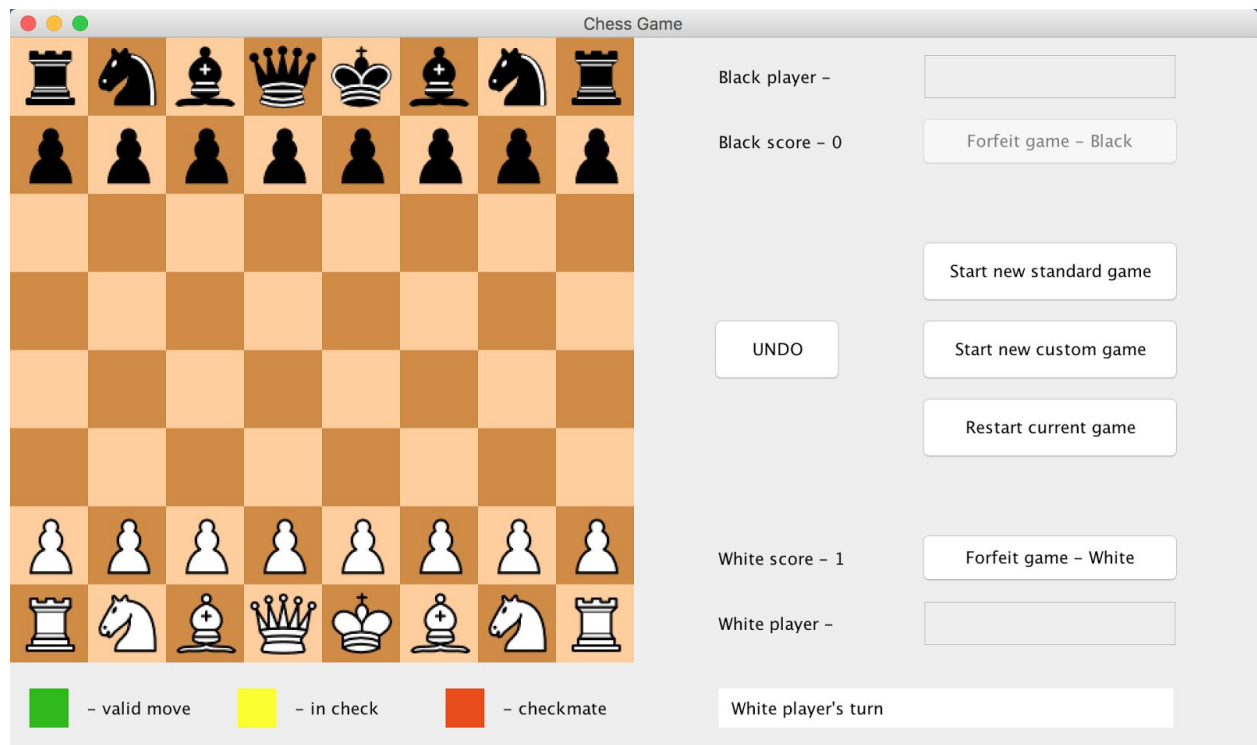 Chess Game
Black player –
Black score – 0
Forfeit game – Black
Start new standard game
UNDO
Start new custom game
Restart current game
White score – 1
Forfeit game – White
White player –
– valid move
– in check
– checkmate
White player's turn